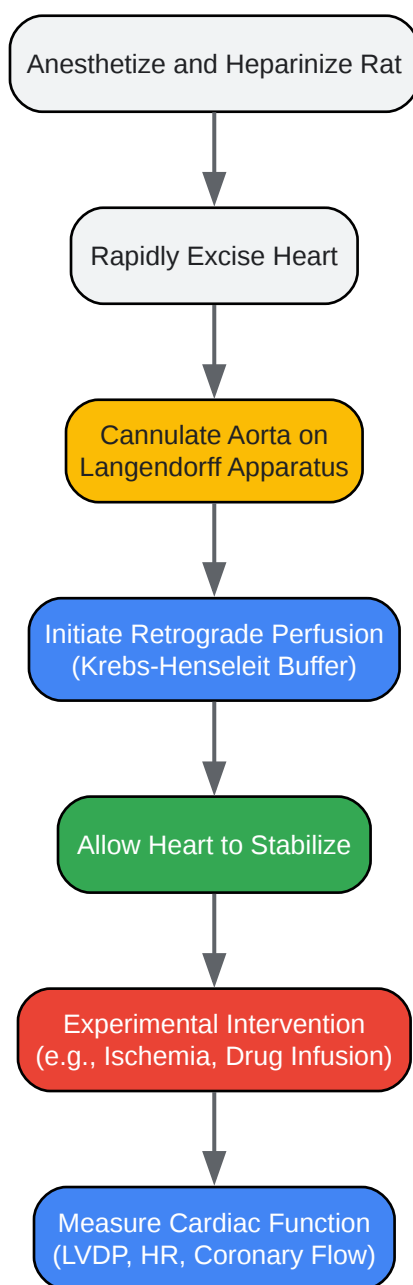 Anesthetize and Heparinize Rat
Rapidly Excise Heart
Cannulate Aorta on
Langendorff Apparatus
Initiate Retrograde Perfusion
(Krebs-Henseleit Buffer)
Allow Heart to Stabilize
Experimental Intervention
(e.g., Ischemia, Drug Infusion)
Measure Cardiac Function
(LVDP, HR, Coronary Flow)